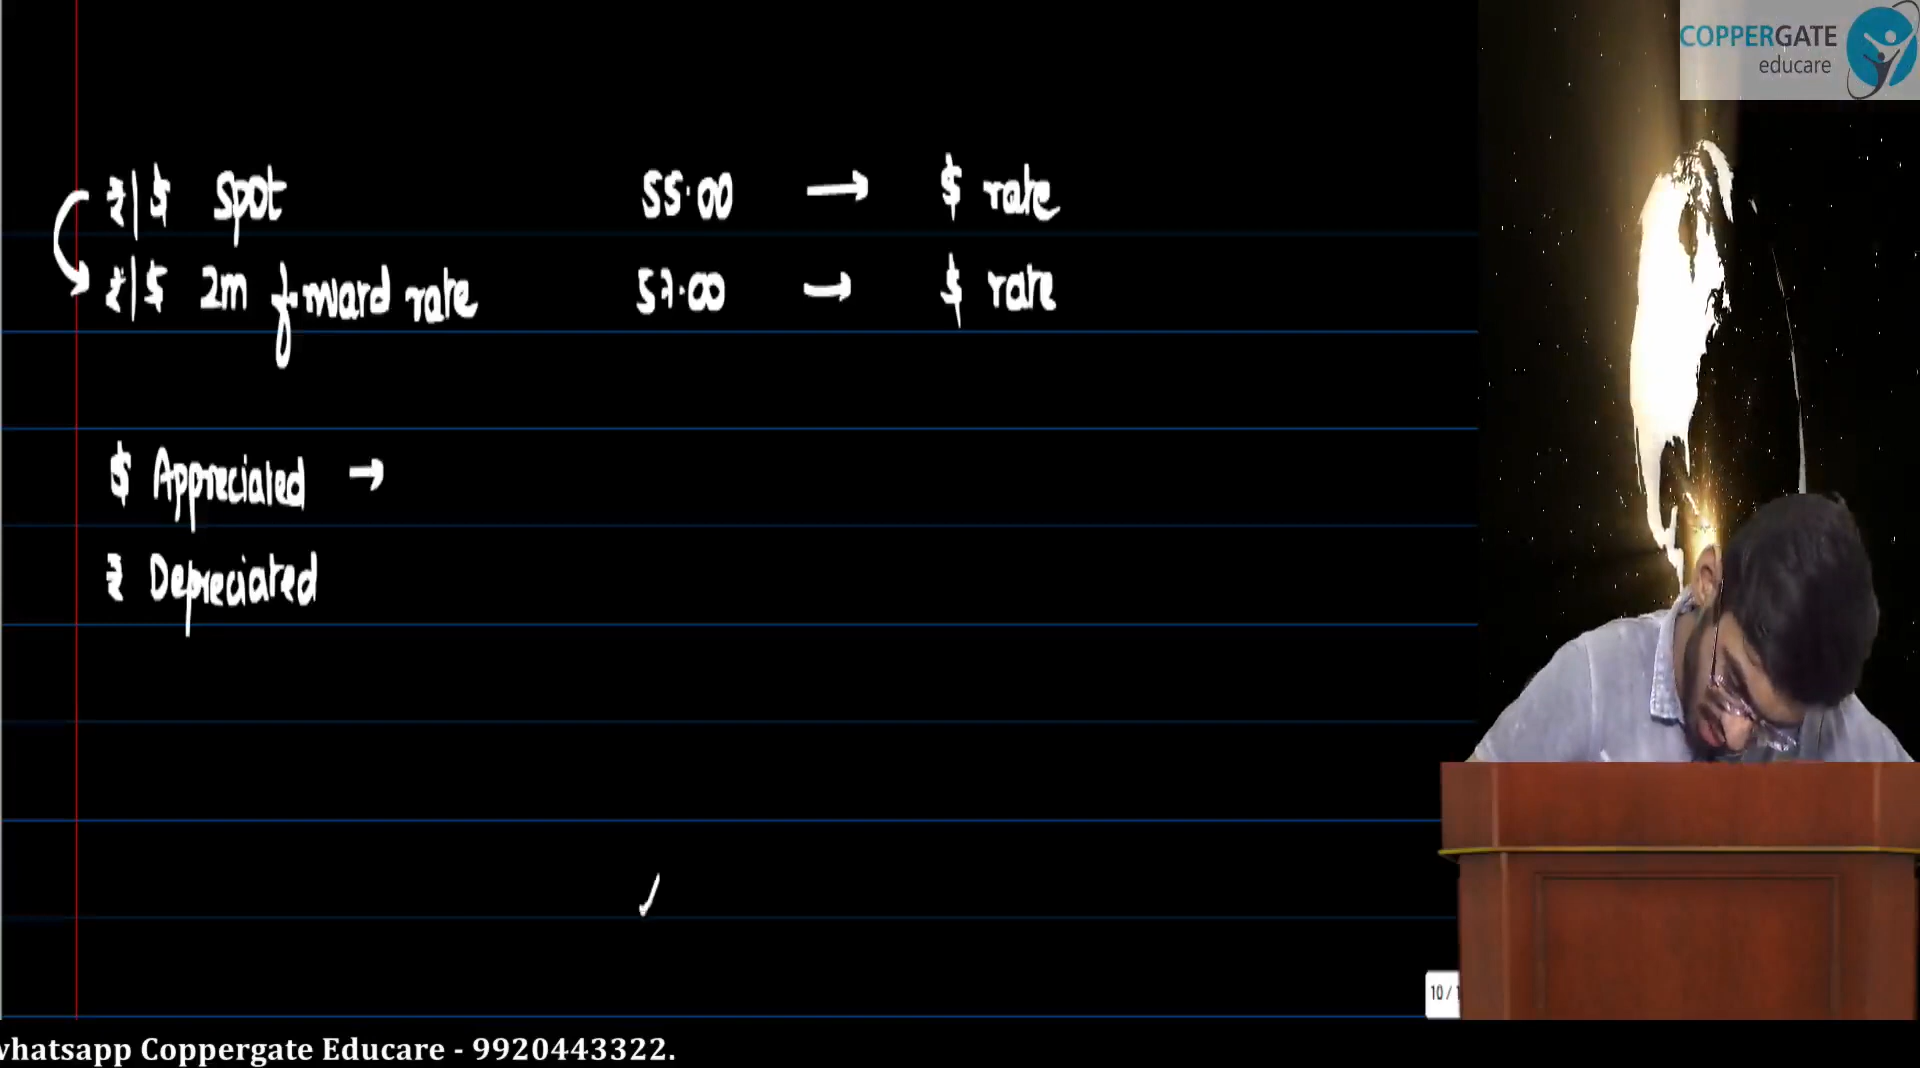 COPPERGATE
educare
₹|$ spot 55.00 → $ rate
₹|$ 2m forward rate 57.00 → $ rate
$ Appreciated →
₹ Depreciated
10 / 1
whatsapp Coppergate Educare - 9920443322.